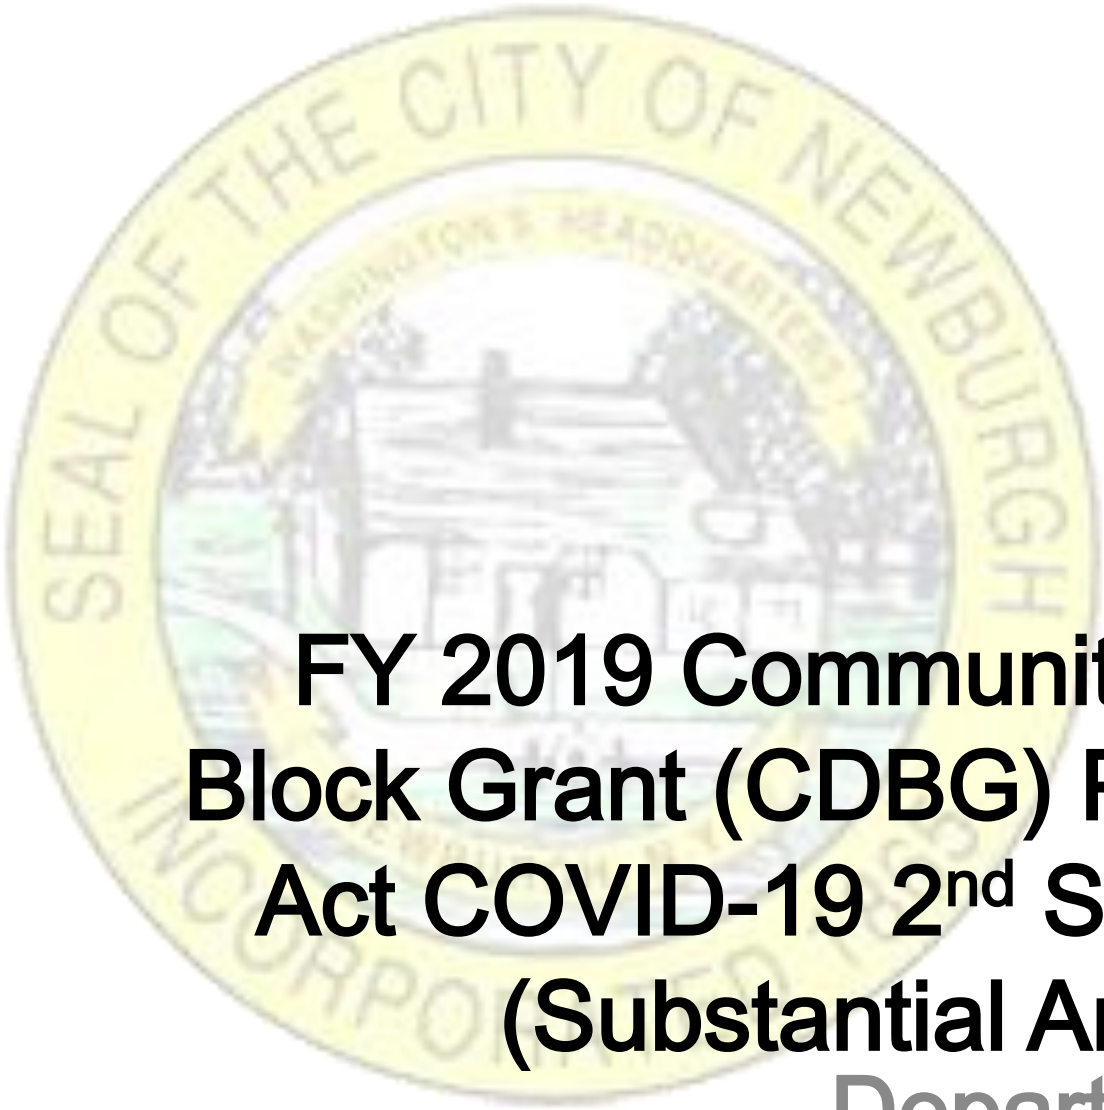 SEAL OF THE CITY OF NEWBURGH
WASHINGTON'S HEADQUARTERS
FY 2019 Communit
Block Grant (CDBG)
Act COVID-19 2nd S
(Substantial A
Depart
INCORPORATED